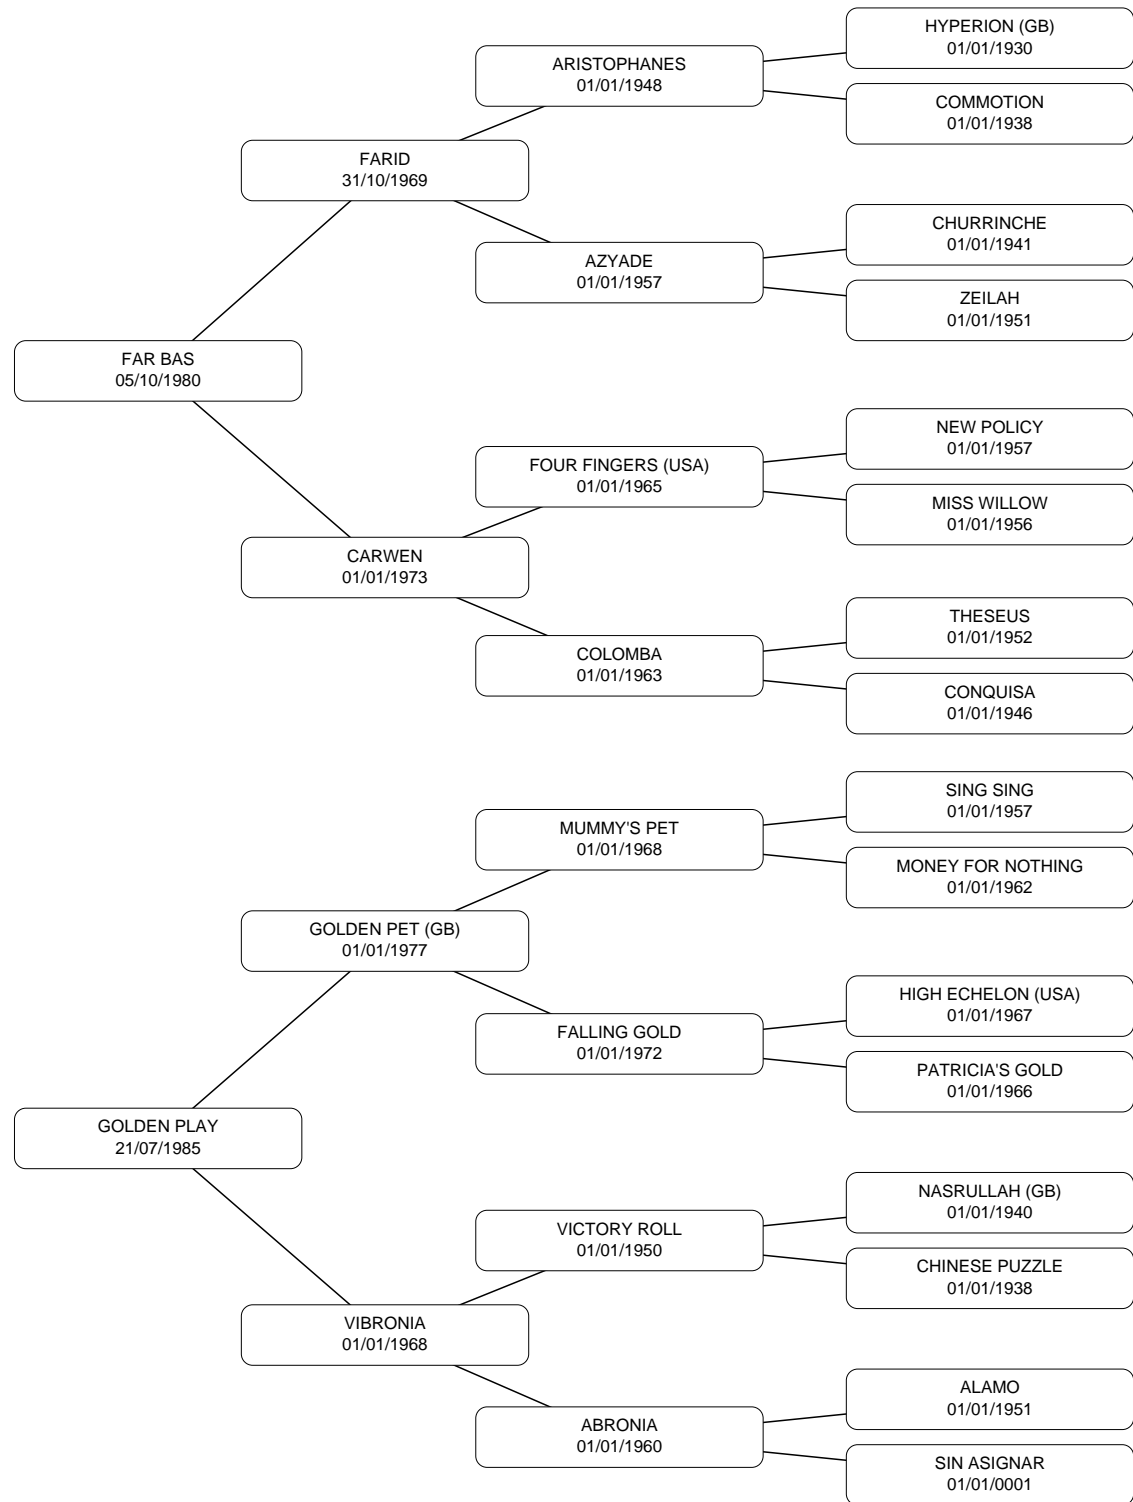 HYPERION (GB)
01/01/1930
ARISTOPHANES
01/01/1948
COMMOTION
01/01/1938
FARID
31/10/1969
CHURRINCHE
01/01/1941
AZYADE
01/01/1957
ZEILAH
01/01/1951
FAR BAS
05/10/1980
NEW POLICY
01/01/1957
FOUR FINGERS (USA)
01/01/1965
MISS WILLOW
01/01/1956
CARWEN
01/01/1973
THESEUS
01/01/1952
COLOMBA
01/01/1963
CONQUISA
01/01/1946
SING SING
01/01/1957
MUMMY'S PET
01/01/1968
MONEY FOR NOTHING
01/01/1962
GOLDEN PET (GB)
01/01/1977
HIGH ECHELON (USA)
01/01/1967
FALLING GOLD
01/01/1972
PATRICIA'S GOLD
01/01/1966
GOLDEN PLAY
21/07/1985
NASRULLAH (GB)
01/01/1940
VICTORY ROLL
01/01/1950
CHINESE PUZZLE
01/01/1938
VIBRONIA
01/01/1968
ALAMO
01/01/1951
ABRONIA
01/01/1960
SIN ASIGNAR
01/01/0001